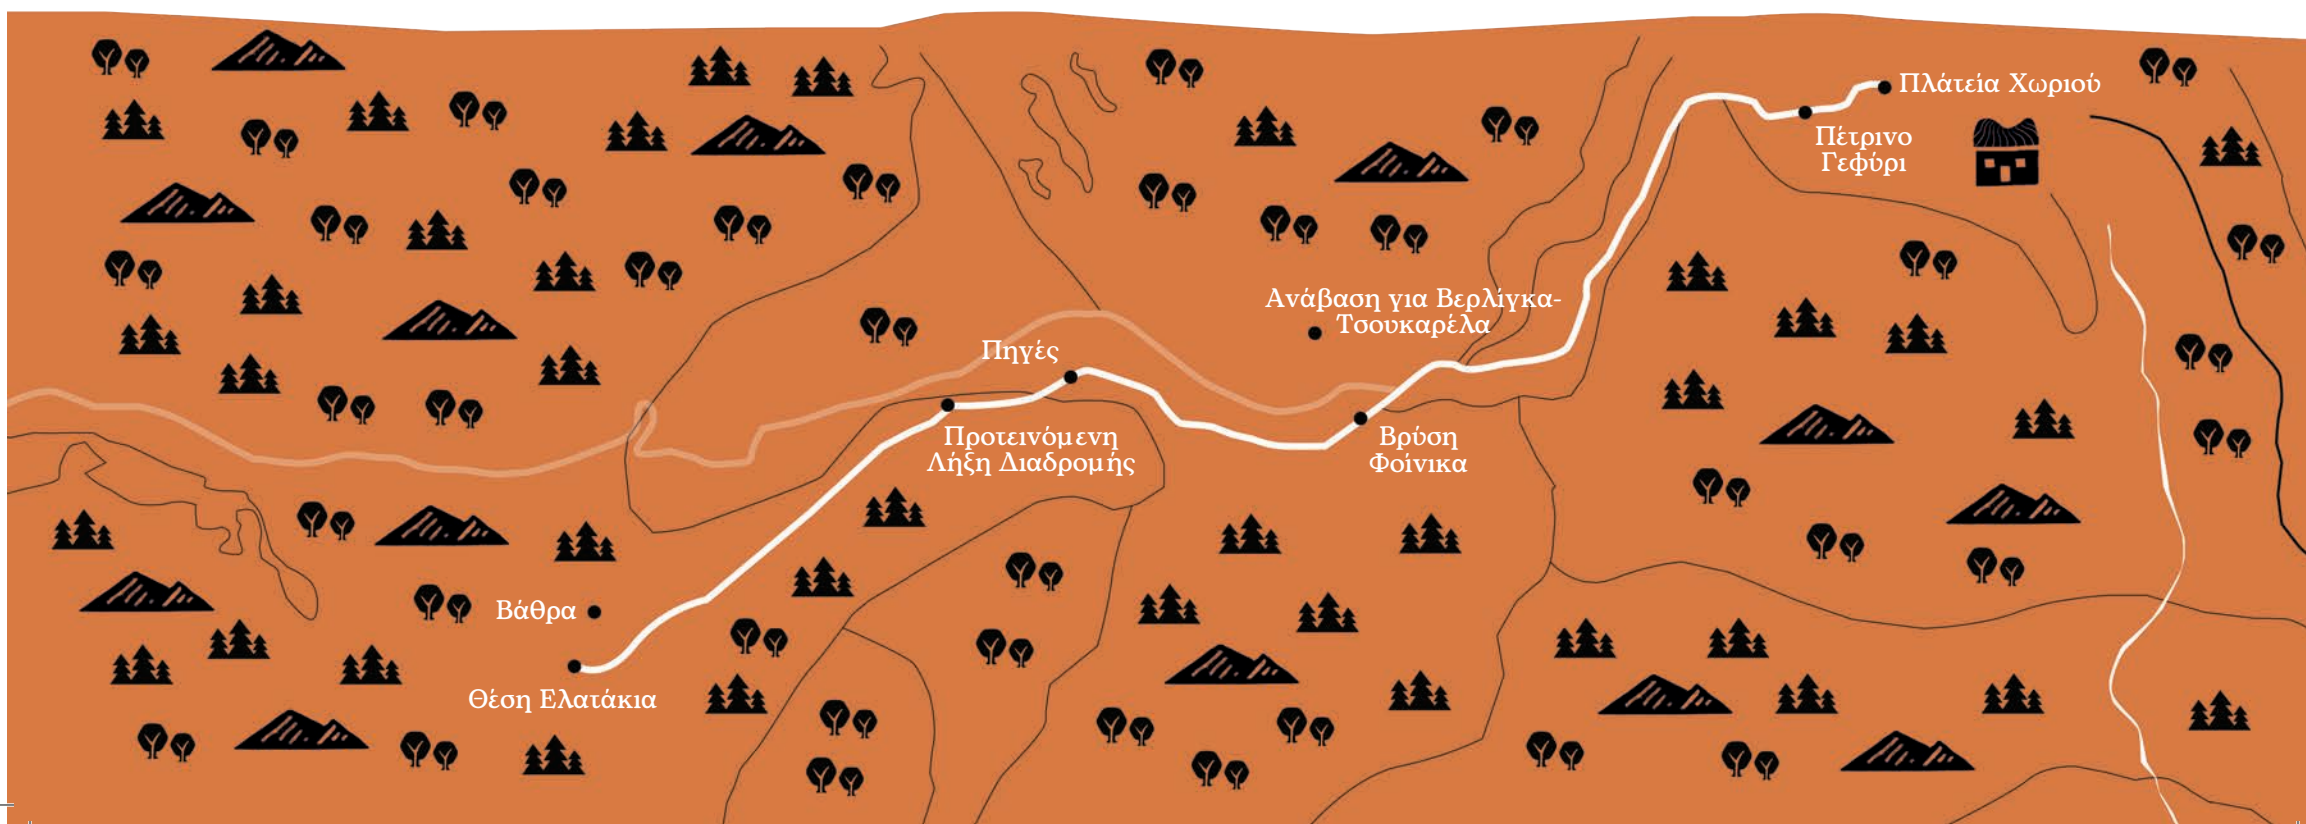 Πλάτεία Χωριού
Πέτρινο
Γεφύρι
Ανάβαση για Βερλίγκα-
Τσουκαρέλα
Πηγές
Προτεινόμενη
Λήξη Διαδρομής
Βρύση
Φοίνικα
Βάθρα
Θέση Ελατάκια